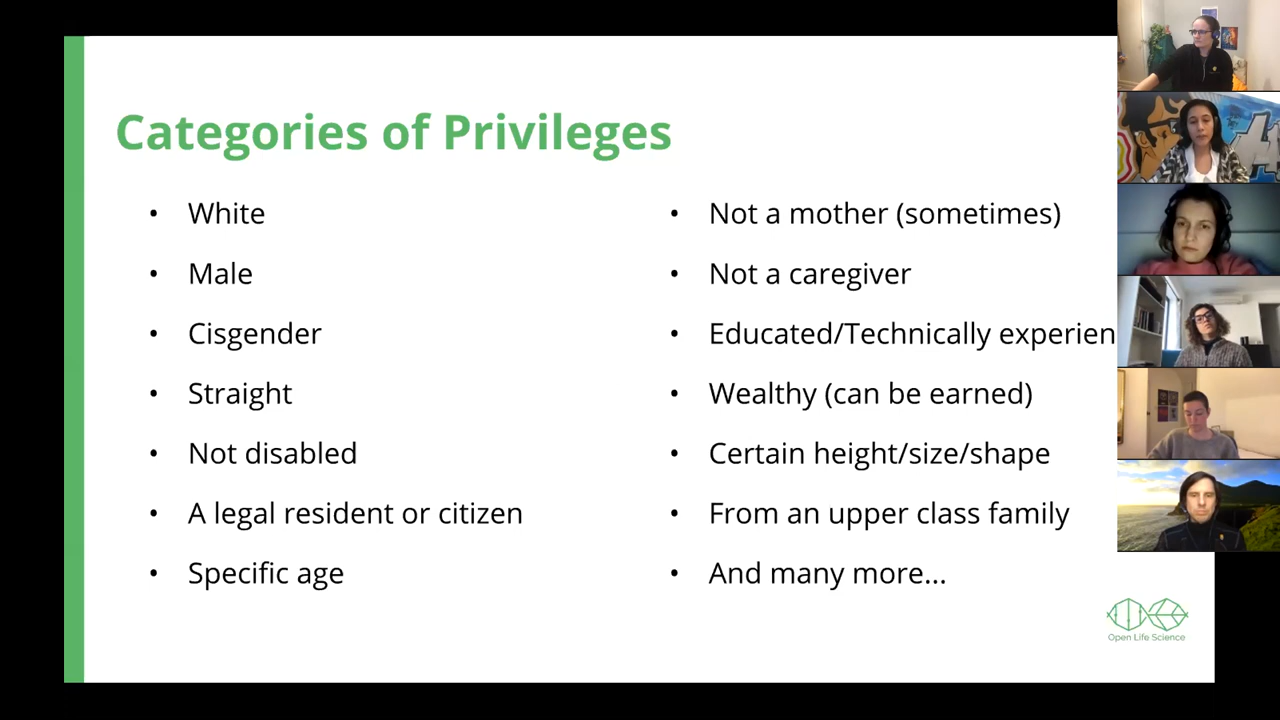 Categories of Privileges
• White
• Male
• Cisgender
• Straight
• Not disabled
• A legal resident or citizen
• Specific age
• Not a mother (sometimes)
• Not a caregiver
• Educated/Technically experien
• Wealthy (can be earned)
• Certain height/size/shape
• From an upper class family
• And many more...
Open Life Science